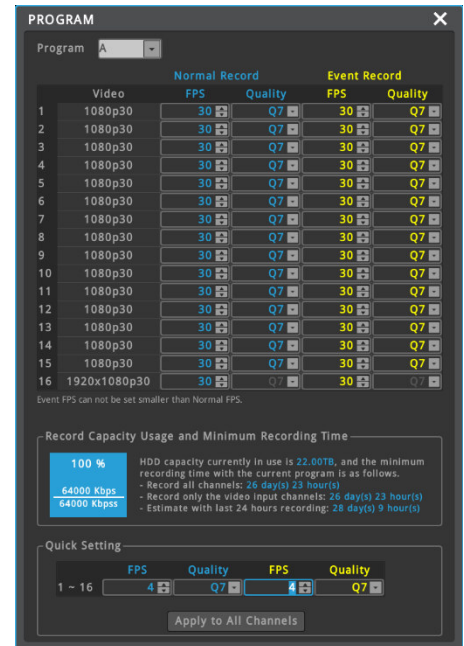 PROGRAM
Program A
Normal Record Event Record
Video FPS Quality FPS Quality
1 1080p30 30 Q7 30 Q7
2 1080p30 30 Q7 30 Q7
3 1080p30 30 Q7 30 Q7
4 1080p30 30 Q7 30 Q7
5 1080p30 30 Q7 30 Q7
6 1080p30 30 Q7 30 Q7
7 1080p30 30 Q7 30 Q7
8 1080p30 30 Q7 30 Q7
9 1080p30 30 Q7 30 Q7
10 1080p30 30 Q7 30 Q7
11 1080p30 30 Q7 30 Q7
12 1080p30 30 Q7 30 Q7
13 1080p30 30 Q7 30 Q7
14 1080p30 30 Q7 30 Q7
15 1080p30 30 Q7 30 Q7
16 1920x1080p30 30 Q7 30 Q7
Event FPS can not be set smaller than Normal FPS.
Record Capacity Usage and Minimum Recording Time
100 %
64000 Kbps
64000 Kbpss
HDD capacity currently in use is 22.00TB, and the minimum
recording time with the current program is as follows.
- Record all channels: 26 day(s) 23 hour(s)
- Record only the video input channels: 26 day(s) 23 hour(s)
- Estimate with last 24 hours recording: 28 day(s) 9 hour(s)
Quick Setting
FPS Quality FPS Quality
1 ~ 16 4 Q7 4 Q7
Apply to All Channels